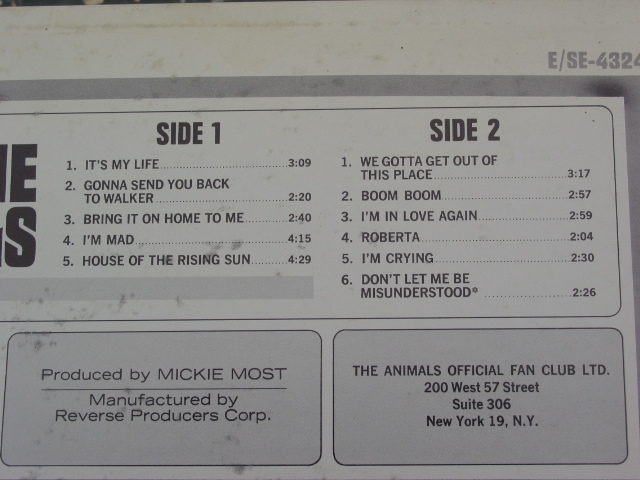 E/SE-4324
SIDE 1
1. IT'S MY LIFE 3:09
2. GONNA SEND YOU BACK
TO WALKER 2:20
3. BRING IT ON HOME TO ME 2:40
4. I'M MAD 4:15
5. HOUSE OF THE RISING SUN 4:29
SIDE 2
1. WE GOTTA GET OUT OF
THIS PLACE 3:17
2. BOOM BOOM 2:57
3. I'M IN LOVE AGAIN 2:59
4. ROBERTA 2:04
5. I'M CRYING 2:30
6. DON'T LET ME BE
MISUNDERSTOOD* 2:26
Produced by MICKIE MOST
Manufactured by
Reverse Producers Corp.
THE ANIMALS OFFICIAL FAN CLUB LTD.
200 West 57 Street
Suite 306
New York 19, N.Y.